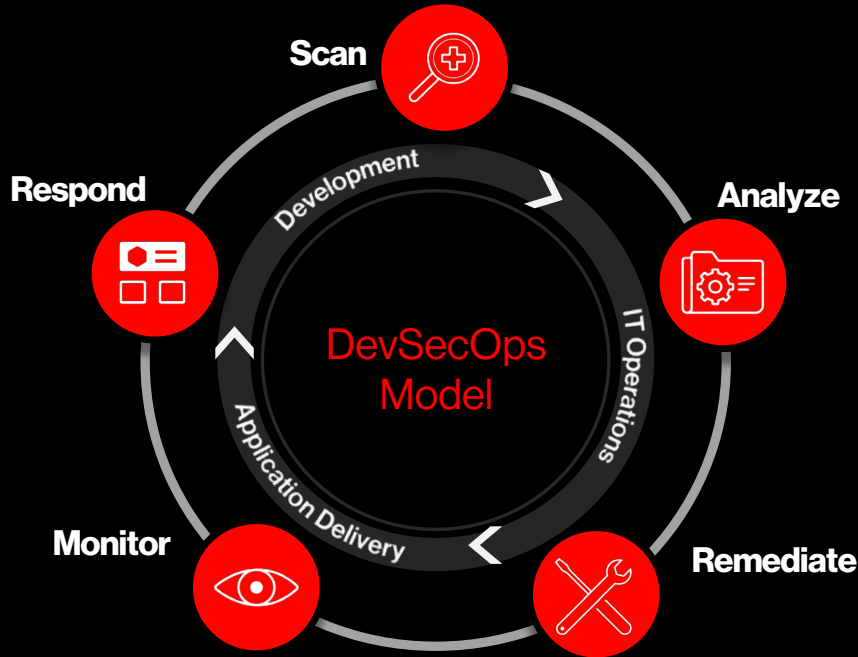 Scan
Development
Respond
Analyze
IT Operations
DevSecOps
Model
Application Delivery
Monitor
Remediate